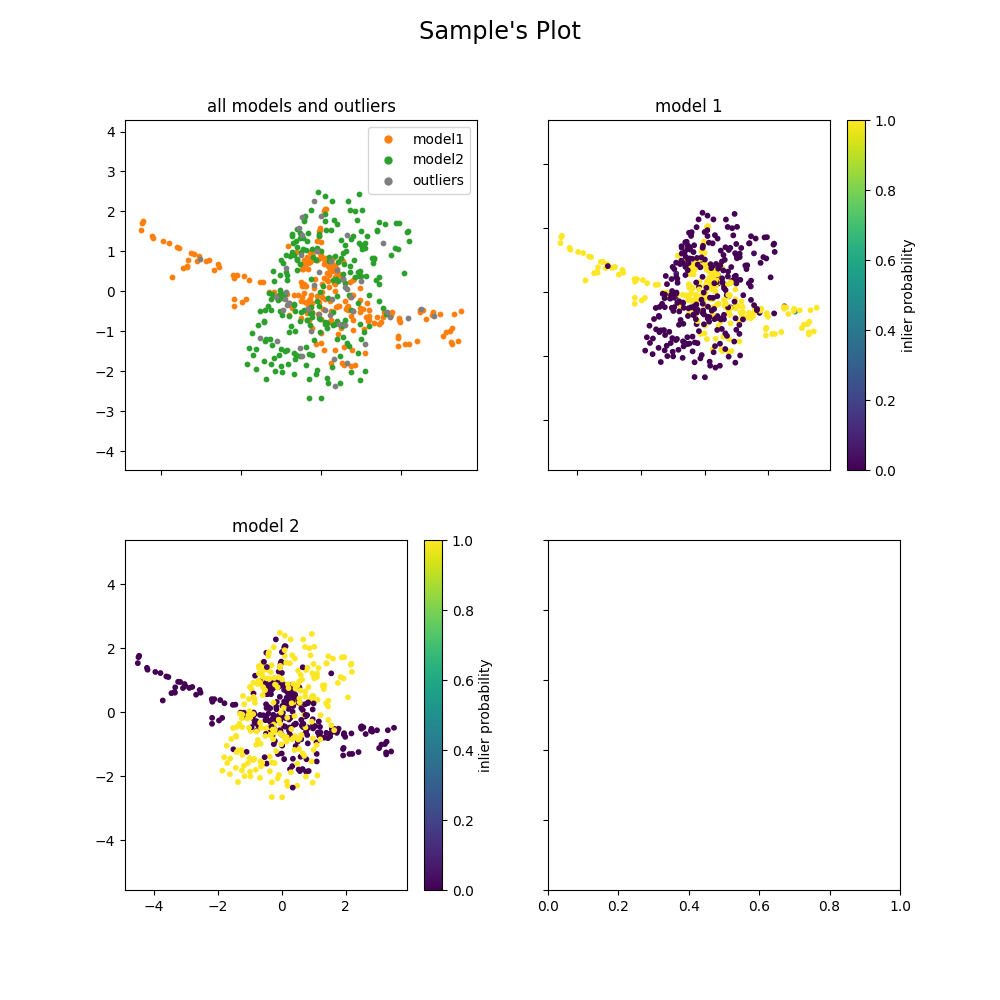 Sample's Plot
all models and outliers
model1
model2
outliers
4
3
2
1
0
−1
−2
−3
−4
model 1
1.0
0.8
0.6
0.4
0.2
0.0
inlier probability
model 2
4
2
0
−2
−4
−4 −2 0 2
1.0
0.8
0.6
0.4
0.2
0.0
inlier probability
0.0 0.2 0.4 0.6 0.8 1.0